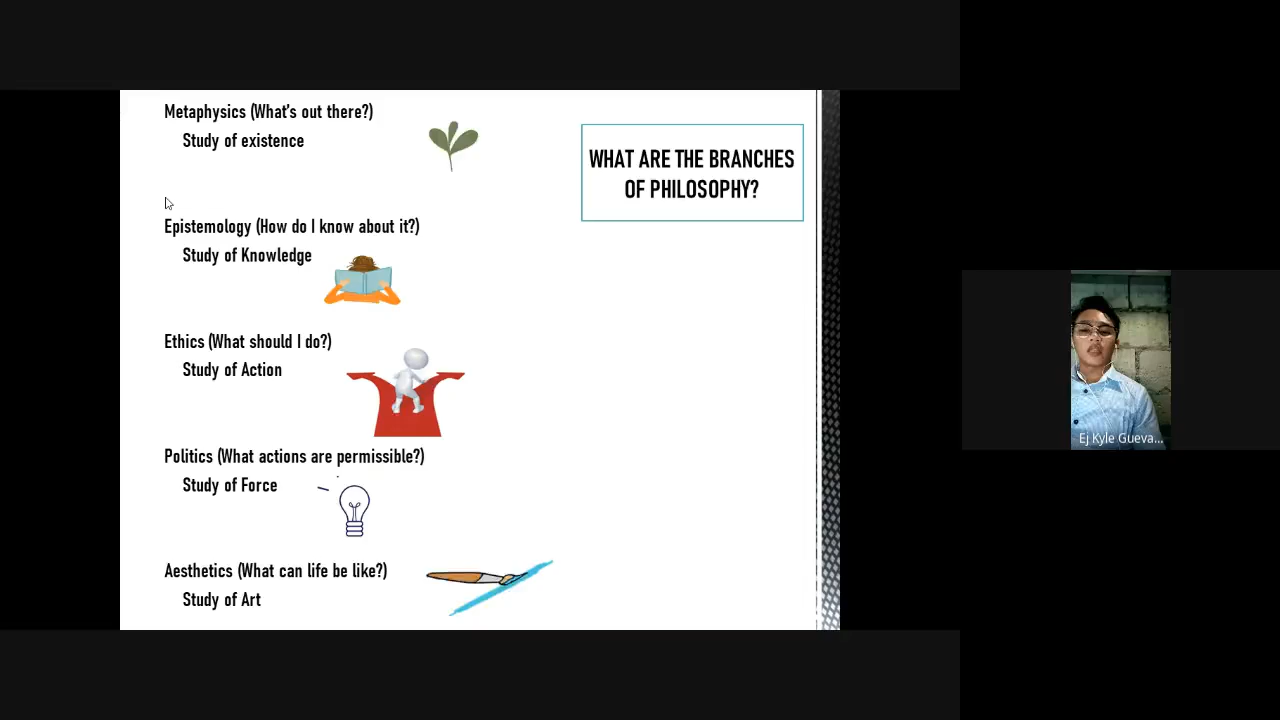 Metaphysics (What's out there?)
Study of existence
Epistemology (How do I know about it?)
Study of Knowledge
Ethics (What should I do?)
Study of Action
Politics (What actions are permissible?)
Study of Force
Aesthetics (What can life be like?)
Study of Art
WHAT ARE THE BRANCHES
OF PHILOSOPHY?
Ej Kyle Gueva...